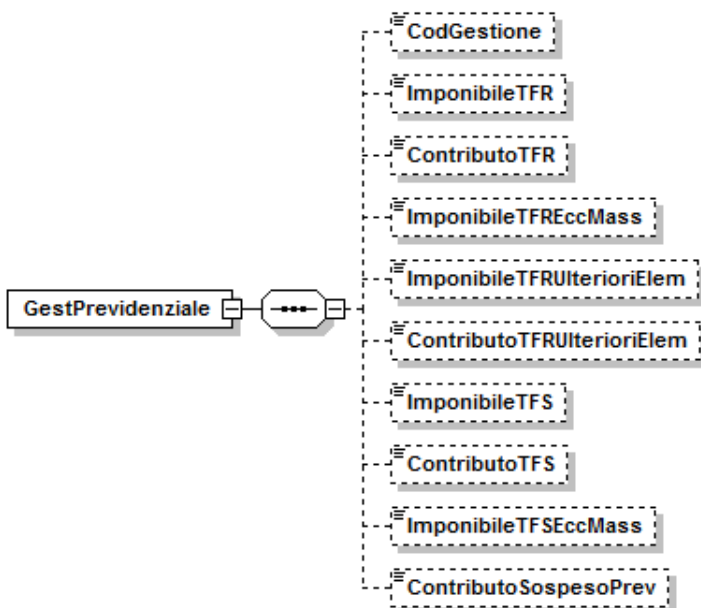 CodGestione
ImponibileTFR
ContributoTFR
ImponibileTFREccMass
ImponibileTFRUlterioriElem
GestPrevidenziale
ContributoTFRUlterioriElem
ImponibileTFS
ContributoTFS
ImponibileTFSEccMass
ContributoSospesoPrev